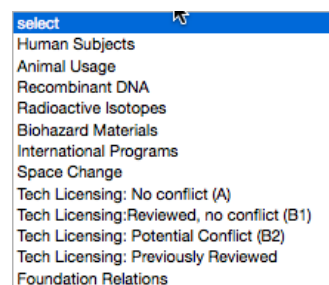 select
Human Subjects
Animal Usage
Recombinant DNA
Radioactive Isotopes
Biohazard Materials
International Programs
Space Change
Tech Licensing: No conflict (A)
Tech Licensing:Reviewed, no conflict (B1)
Tech Licensing: Potential Conflict (B2)
Tech Licensing: Previously Reviewed
Foundation Relations